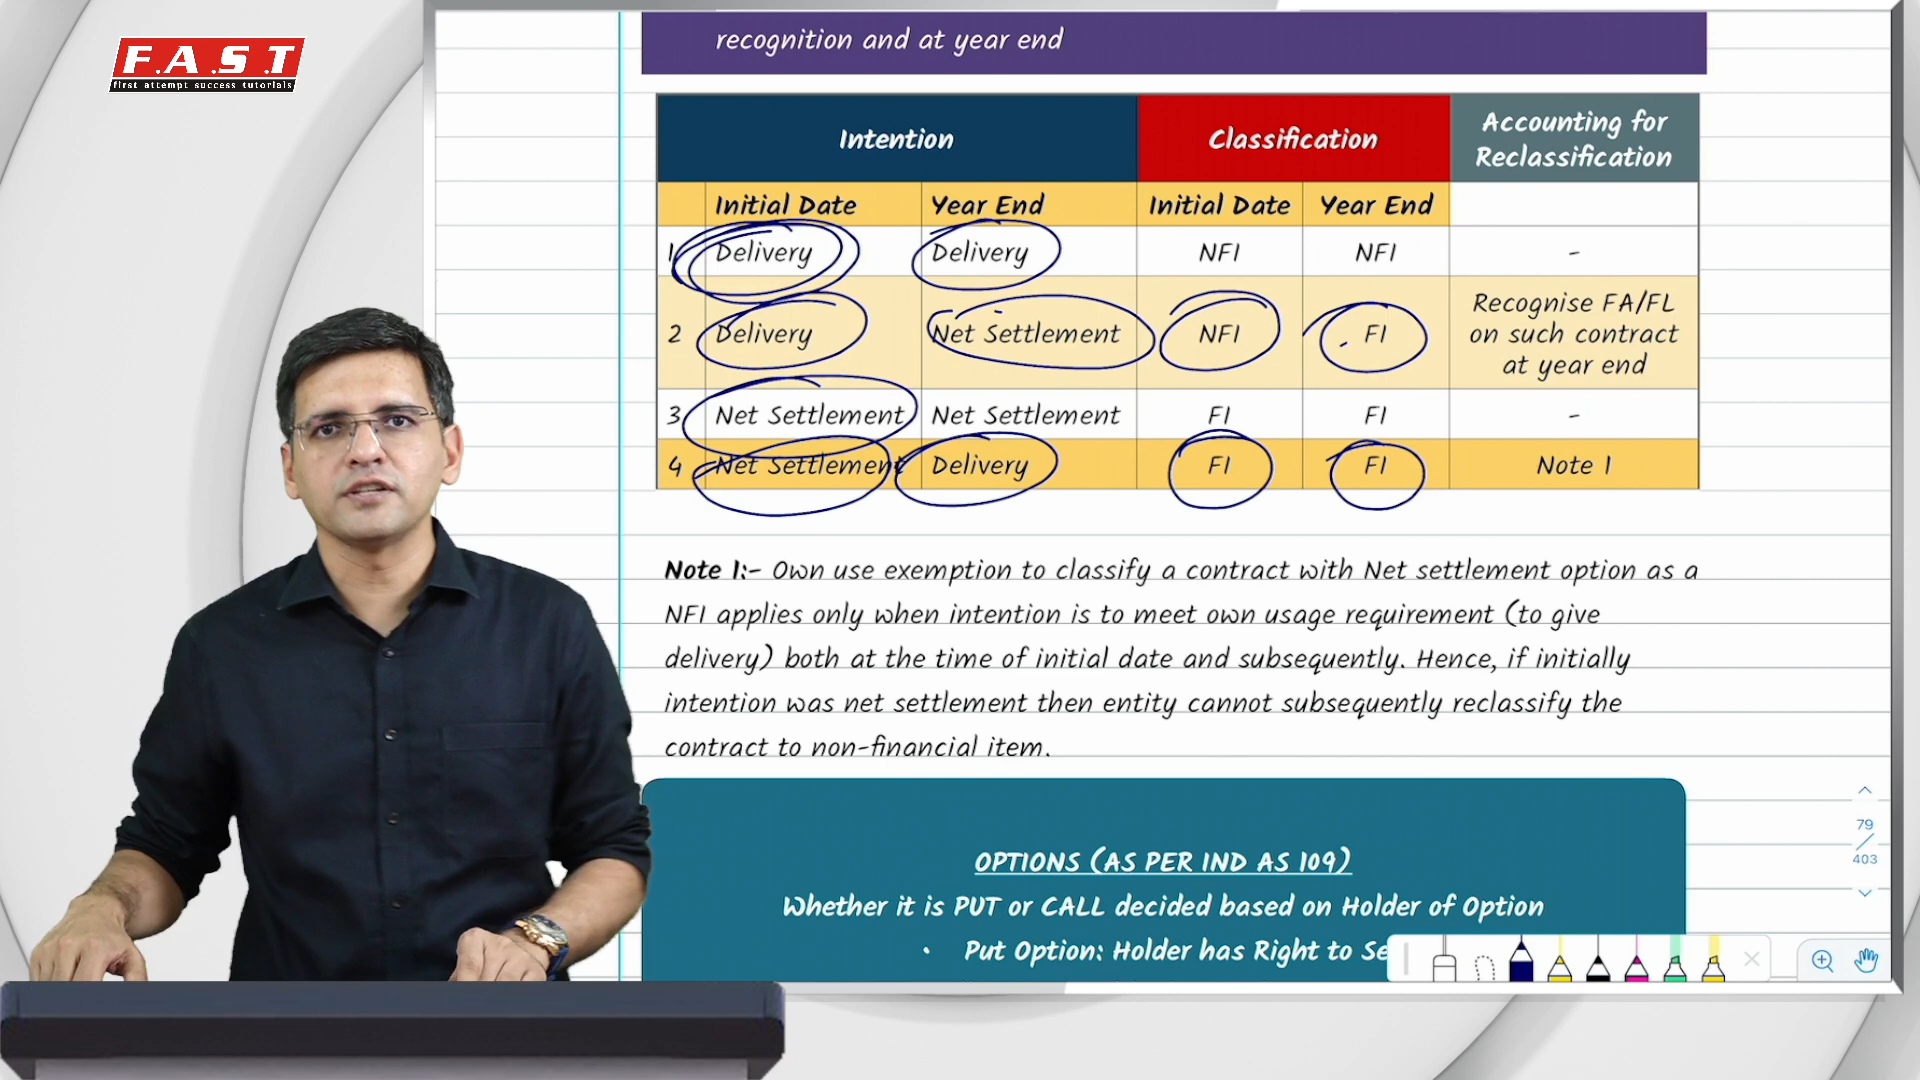 F.A.S.T
first attempt success tutorials
recognition and at year end
Intention Classification Accounting for Reclassification
Initial Date Year End Initial Date Year End
1 Delivery Delivery NFI NFI -
2 Delivery Net Settlement NFI FI Recognise FA/FL on such contract at year end
3 Net Settlement Net Settlement FI FI -
4 Net Settlement Delivery FI FI Note 1
Note 1:- Own use exemption to classify a contract with Net settlement option as a
NFI applies only when intention is to meet own usage requirement (to give
delivery) both at the time of initial date and subsequently. Hence, if initially
intention was net settlement then entity cannot subsequently reclassify the
contract to non-financial item.
OPTIONS (AS PER IND AS 109)
Whether it is PUT or CALL decided based on Holder of Option
• Put Option: Holder has Right to Se
79
403